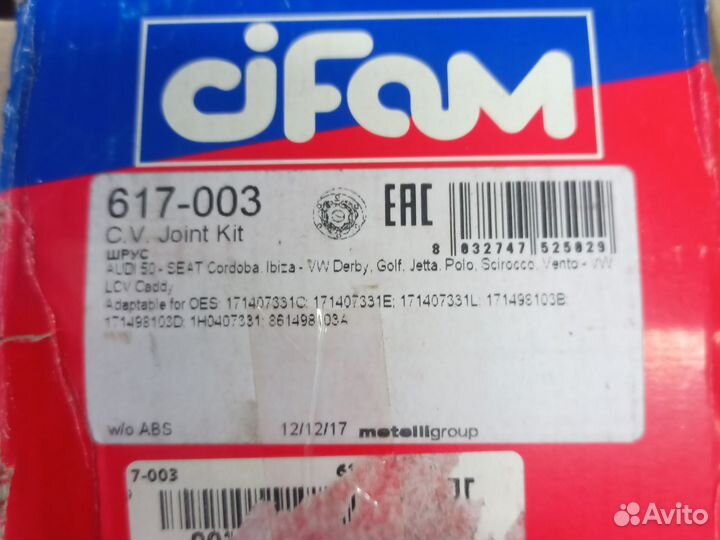 cifam
617-003
EAC
C.V. Joint Kit
8 032747 525029
ШРУС
AUDI 50 - SEAT Cordoba, Ibiza - VW Derby, Golf, Jetta, Polo, Scirocco, Vento - VW
LCV Caddy
Adaptable for OES: 171407331C; 171407331E; 171407331L; 171498103B;
171498103D; 1H0407331; 861498103A
w/o ABS
12/12/17 metelligroup
7-003
Avito